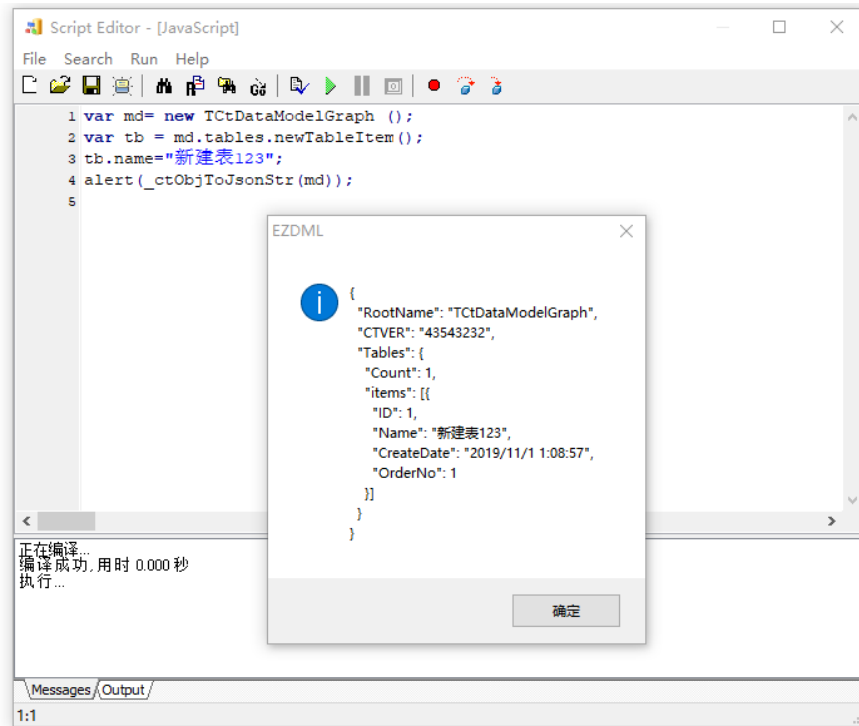 Script Editor - [JavaScript]
File Search Run Help
1 var md= new TCtDataModelGraph ();
2 var tb = md.tables.newTableItem();
3 tb.name="新建表123";
4 alert(_ctObjToJsonStr(md));
5
EZDML
{
"RootName": "TCtDataModelGraph",
"CTVER": "43543232",
"Tables": {
"Count": 1,
"items": [{
"ID": 1,
"Name": "新建表123",
"CreateDate": "2019/11/1 1:08:57",
"OrderNo": 1
}]
}
}
确定
正在编译...
编译成功,用时 0.000 秒
执行...
Messages Output
1:1